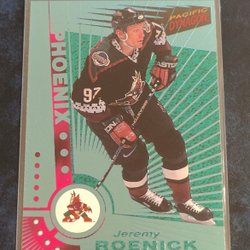 PACIFIC
DYNAGON
PHOENIX
97
Jeremy
ROENICK